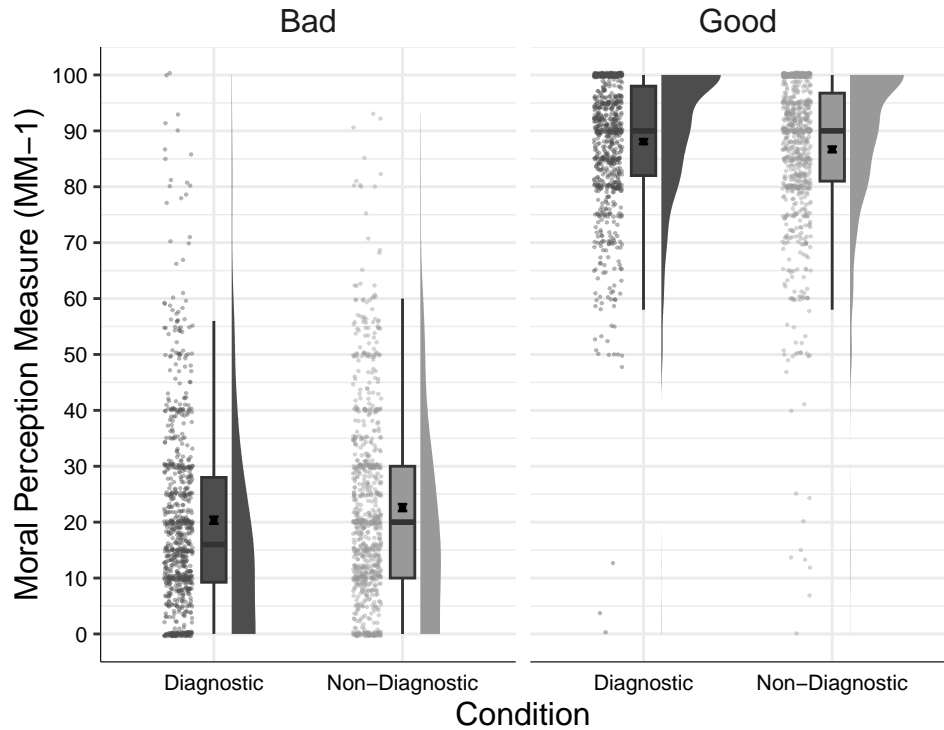 Bad Good
Moral Perception Measure (MM−1)
100
90
80
70
60
50
40
30
20
10
0
Diagnostic Non−Diagnostic Diagnostic Non−Diagnostic
Condition